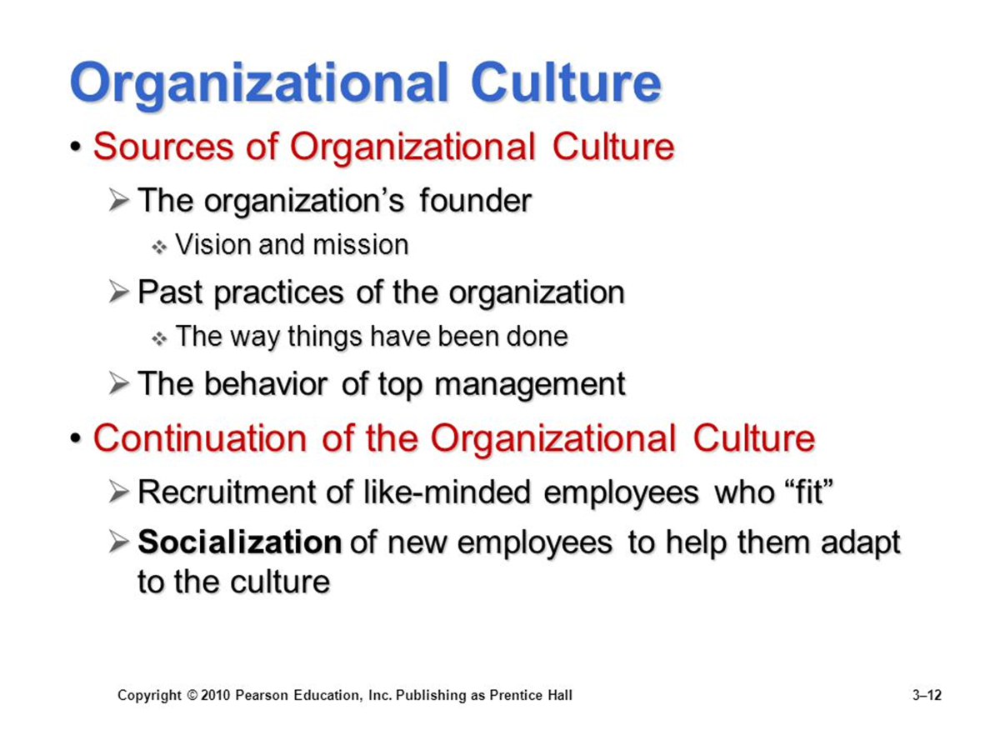 Organizational Culture
• Sources of Organizational Culture
➢ The organization’s founder
❖ Vision and mission
➢ Past practices of the organization
❖ The way things have been done
➢ The behavior of top management
• Continuation of the Organizational Culture
➢ Recruitment of like-minded employees who “fit”
➢ Socialization of new employees to help them adapt
to the culture
Copyright © 2010 Pearson Education, Inc. Publishing as Prentice Hall 3–12